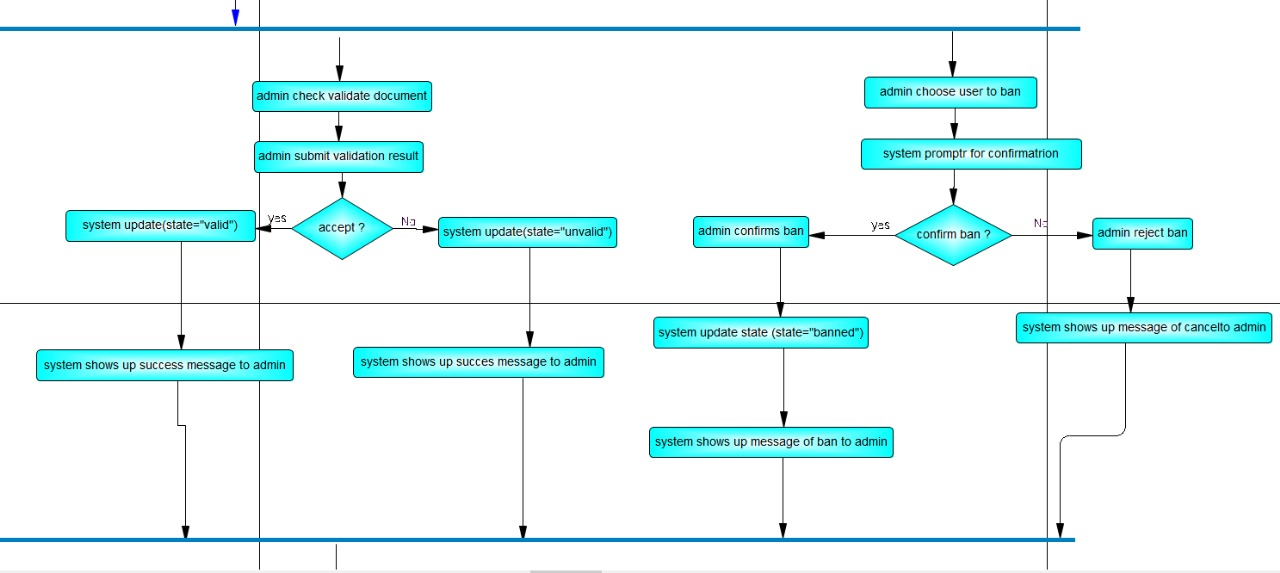 admin check validate document
admin submit validation result
accept ?
yes
No
system update(state="valid")
system update(state="unvalid")
system shows up success message to admin
system shows up succes message to admin
admin choose user to ban
system promptr for confirmatrion
confirm ban ?
yes
No
admin confirms ban
admin reject ban
system update state (state="banned")
system shows up message of cancelto admin
system shows up message of ban to admin